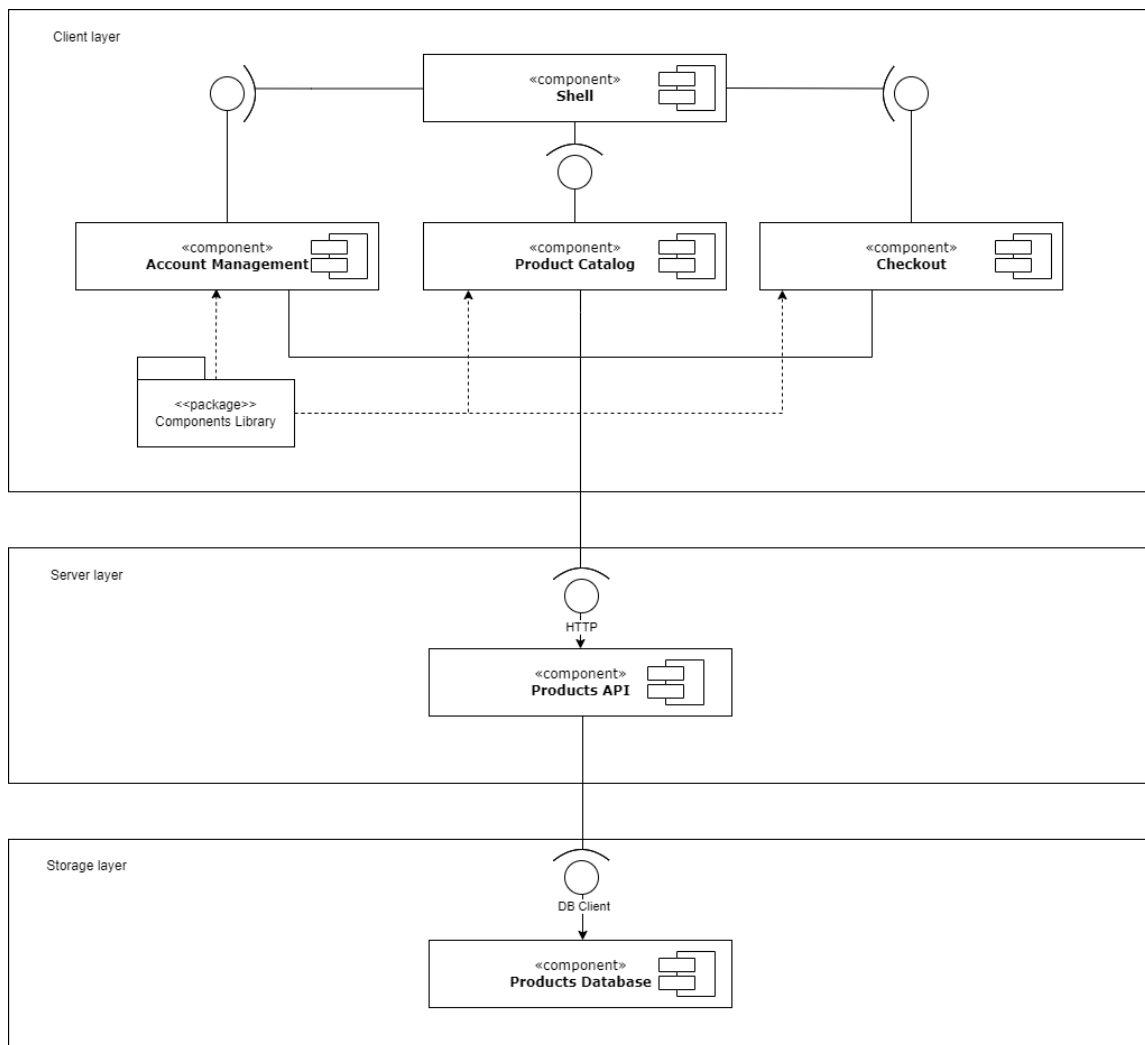 Client layer
«component»
Shell
«component»
Account Management
«component»
Product Catalog
«component»
Checkout
<<package>>
Components Library
Server layer
HTTP
«component»
Products API
Storage layer
DB Client
«component»
Products Database